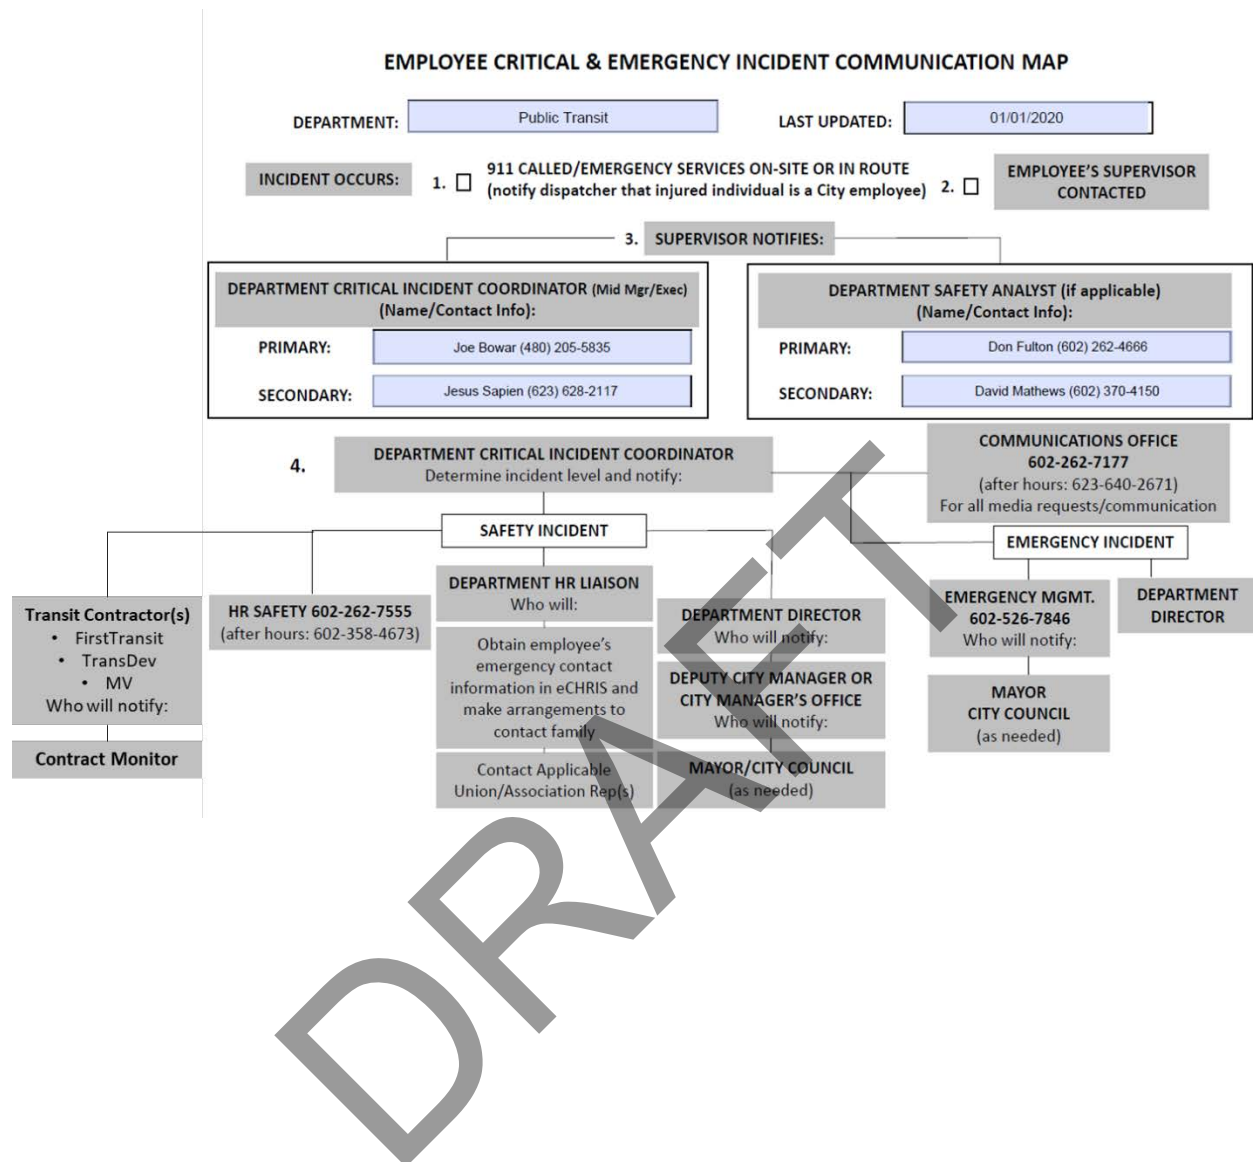 EMPLOYEE CRITICAL & EMERGENCY INCIDENT COMMUNICATION MAP
DEPARTMENT: Public Transit LAST UPDATED: 01/01/2020
INCIDENT OCCURS:
1. 911 CALLED/EMERGENCY SERVICES ON-SITE OR IN ROUTE
(notify dispatcher that injured individual is a City employee)
2. EMPLOYEE'S SUPERVISOR
CONTACTED
3. SUPERVISOR NOTIFIES:
DEPARTMENT CRITICAL INCIDENT COORDINATOR (Mid Mgr/Exec)
(Name/Contact Info):
PRIMARY: Joe Bowar (480) 205-5835
SECONDARY: Jesus Sapien (623) 628-2117
DEPARTMENT SAFETY ANALYST (if applicable)
(Name/Contact Info):
PRIMARY: Don Fulton (602) 262-4666
SECONDARY: David Mathews (602) 370-4150
4. DEPARTMENT CRITICAL INCIDENT COORDINATOR
Determine incident level and notify:
COMMUNICATIONS OFFICE
602-262-7177
(after hours: 623-640-2671)
For all media requests/communication
SAFETY INCIDENT
EMERGENCY INCIDENT
Transit Contractor(s)
• FirstTransit
• TransDev
• MV
Who will notify:
Contract Monitor
HR SAFETY 602-262-7555
(after hours: 602-358-4673)
DEPARTMENT HR LIAISON
Who will:
Obtain employee's
emergency contact
information in eCHRIS and
make arrangements to
contact family
Contact Applicable
Union/Association Rep(s)
DEPARTMENT DIRECTOR
Who will notify:
DEPUTY CITY MANAGER OR
CITY MANAGER'S OFFICE
Who will notify:
MAYOR/CITY COUNCIL
(as needed)
EMERGENCY MGMT.
602-526-7846
Who will notify:
MAYOR
CITY COUNCIL
(as needed)
DEPARTMENT
DIRECTOR
DRAFT